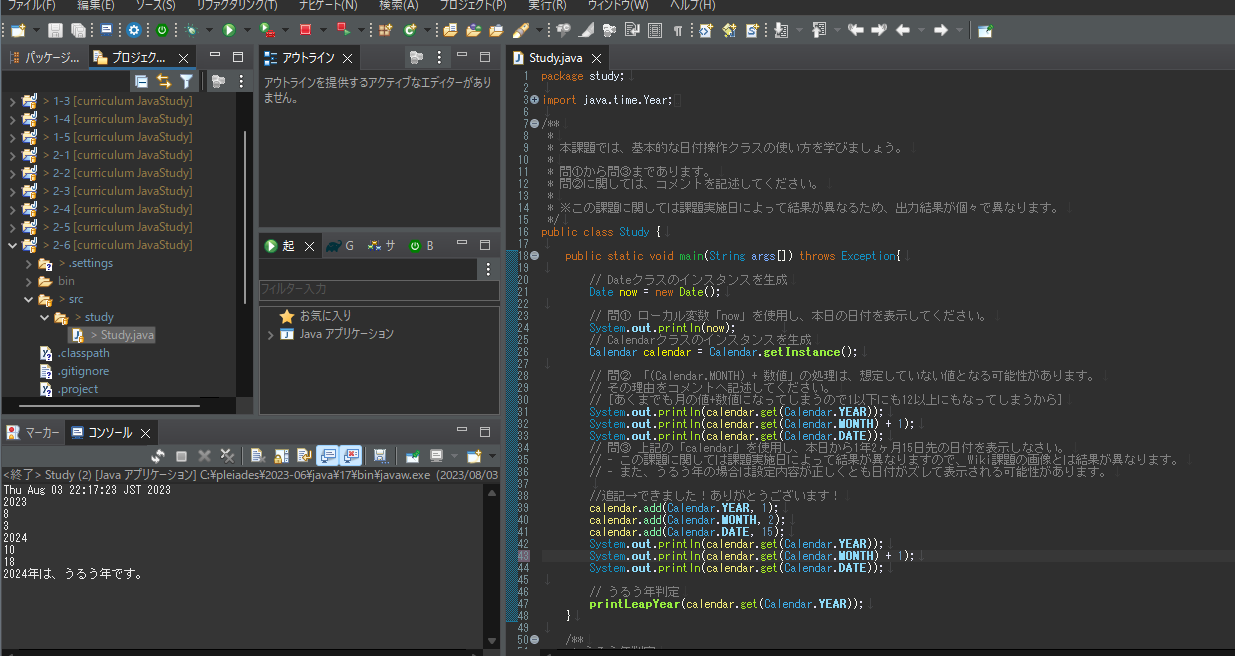 ファイル(F) 編集(E) ソース(S) リファクタリング(T) ナビゲート(N) 検索(A) プロジェクト(P) 実行(R) ウィンドウ(W) ヘルプ(H)
パッケージ... プロジェク...
> 1-3 [curriculum JavaStudy]
> 1-4 [curriculum JavaStudy]
> 1-5 [curriculum JavaStudy]
> 2-1 [curriculum JavaStudy]
> 2-2 [curriculum JavaStudy]
> 2-3 [curriculum JavaStudy]
> 2-4 [curriculum JavaStudy]
> 2-5 [curriculum JavaStudy]
> 2-6 [curriculum JavaStudy]
> .settings
bin
> src
> study
> Study.java
.classpath
.gitignore
.project
アウトライン
アウトラインを提供するアクティブなエディターがあり
ません。
起 G サ B
フィルター入力
お気に入り
Java アプリケーション
マーカー コンソール
<終了> Study (2) [Java アプリケーション] C:¥pleiades¥2023-06¥java¥17¥bin¥javaw.exe (2023/08/03
Thu Aug 03 22:17:23 JST 2023
2023
8
3
2024
10
18
2024年は、うるう年です。
Study.java
1 package study;
2
3 import java.time.Year;
6
7 /**
8 *
9 * 本課題では、基本的な日付操作クラスの使い方を学びましょう。
10 *
11 * 問①から問③まであります。
12 * 問②に関しては、コメントを記述してください。
13 *
14 * ※この課題に関しては課題実施日によって結果が異なるため、出力結果が個々で異なります。
15 */
16 public class Study {
17
18 public static void main(String args[]) throws Exception{
19
20 // Dateクラスのインスタンスを生成
21 Date now = new Date();
22
23 // 問① ローカル変数「now」を使用し、本日の日付を表示してください。
24 System.out.println(now);
25 // Calendarクラスのインスタンスを生成
26 Calendar calendar = Calendar.getInstance();
27
28 // 問② 「(Calendar.MONTH) + 数値」の処理は、想定していない値となる可能性があります。
29 // その理由をコメントへ記述してください。
30 // [あくまでも月の値+数値になってしまうので1以下にも12以上にもなってしまうから]
31 System.out.println(calendar.get(Calendar.YEAR));
32 System.out.println(calendar.get(Calendar.MONTH) + 1);
33 System.out.println(calendar.get(Calendar.DATE));
34 // 問③ 上記の「calendar」を使用し、本日から1年2ヶ月15日先の日付を表示しなさい。
35 // - この課題に関しては課題実施日によって結果が異なりますので、Wiki課題の画像とは結果が異なります。
36 // - また、うるう年の場合は設定内容が正しくとも日付がズレて表示される可能性があります。
37
38 //追記→できました！ありがとうございます！
39 calendar.add(Calendar.YEAR, 1);
40 calendar.add(Calendar.MONTH, 2);
41 calendar.add(Calendar.DATE, 15);
42 System.out.println(calendar.get(Calendar.YEAR));
43 System.out.println(calendar.get(Calendar.MONTH) + 1);
44 System.out.println(calendar.get(Calendar.DATE));
45
46 // うるう年判定
47 printLeapYear(calendar.get(Calendar.YEAR));
48 }
49
50 /**